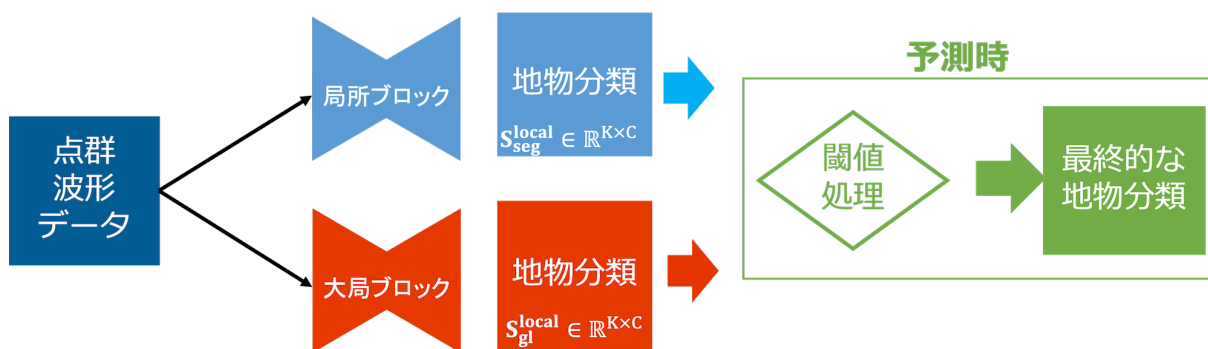 点群
波形
データ
局所ブロック
地物分類
S_seg^local ∈ ℝ^K×C
大局ブロック
地物分類
S_gl^local ∈ ℝ^K×C
予測時
閾値
処理
最終的な
地物分類